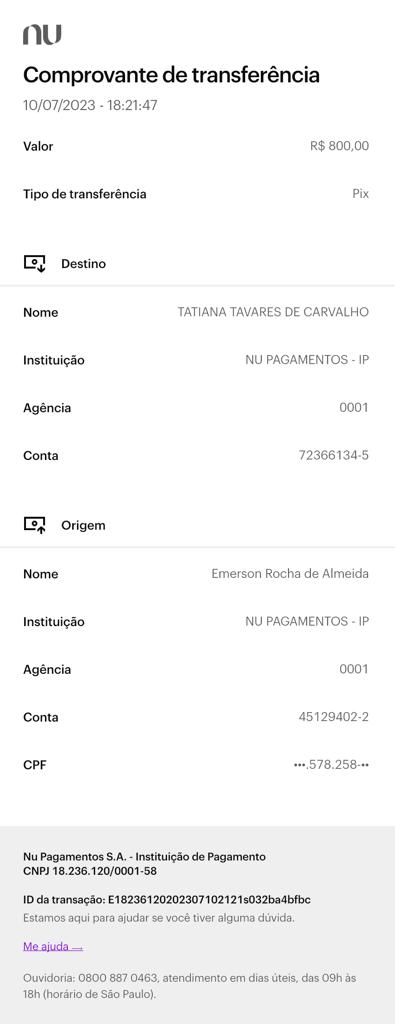 nu
Comprovante de transferência
10/07/2023 - 18:21:47
Valor R$ 800,00
Tipo de transferência Pix
Destino
Nome TATIANA TAVARES DE CARVALHO
Instituição NU PAGAMENTOS - IP
Agência 0001
Conta 72366134-5
Origem
Nome Emerson Rocha de Almeida
Instituição NU PAGAMENTOS - IP
Agência 0001
Conta 45129402-2
CPF •••.578.258-••
Nu Pagamentos S.A. - Instituição de Pagamento
CNPJ 18.236.120/0001-58
ID da transação: E18236120202307102121s032ba4bfbc
Estamos aqui para ajudar se você tiver alguma dúvida.
Me ajuda
Ouvidoria: 0800 887 0463, atendimento em dias úteis, das 09h às
18h (horário de São Paulo).